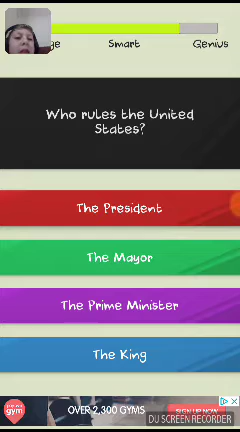 ge Smart Genius
Who rules the United
States?
The President
The Mayor
The Prime Minister
The King
gym
OVER 2,300 GYMS
SIGN UP NOW
DU SCREEN RECORDER